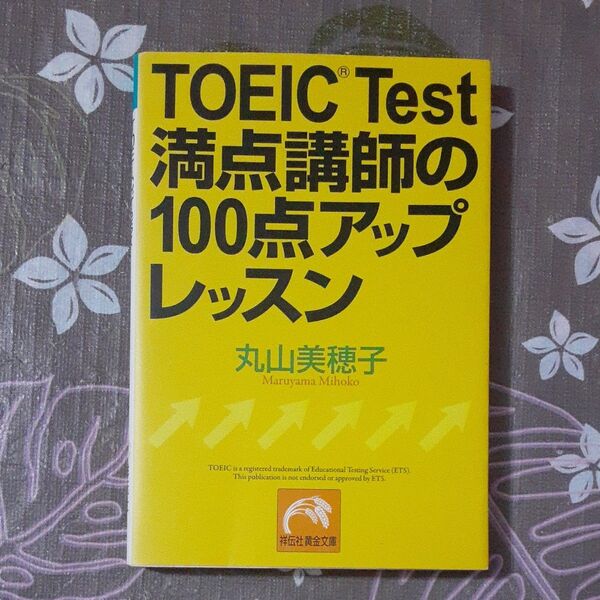 TOEIC® Test
満点講師の
100点アップ
レッスン
丸山美穂子
Maruyama Mihoko
TOEIC is a registered trademark of Educational Testing Service (ETS).
This publication is not endorsed or approved by ETS.
祥伝社黄金文庫